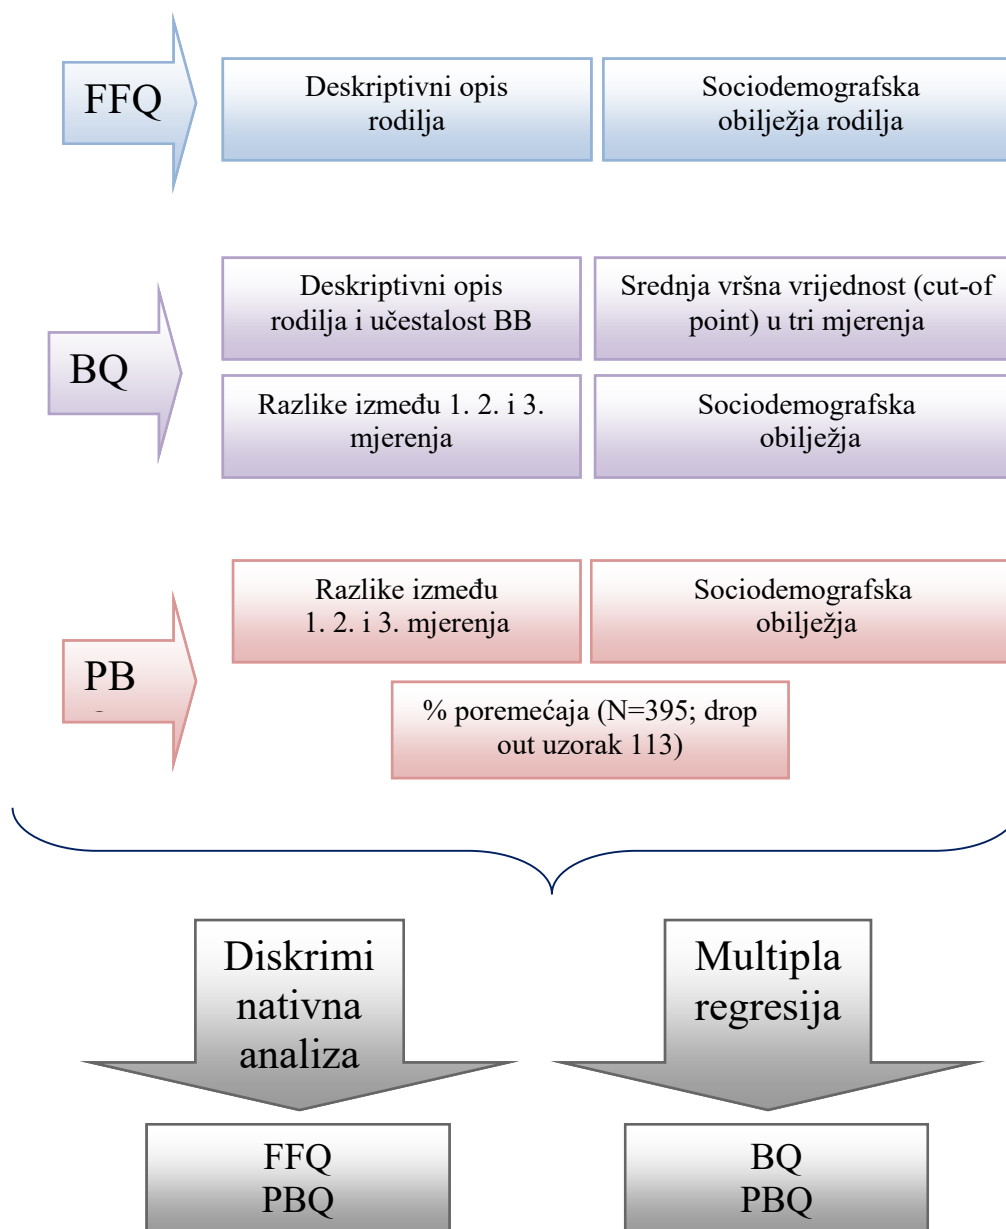 FFQ
Deskriptivni opis
rodilja
Sociodemografska
obilježja rodilja
BQ
Deskriptivni opis
rodilja i učestalost BB
Srednja vršna vrijednost (cut-of
point) u tri mjerenja
Razlike između 1. 2. i 3.
mjerenja
Sociodemografska
obilježja
PB
Razlike između
1. 2. i 3. mjerenja
Sociodemografska
obilježja
% poremećaja (N=395; drop
out uzorak 113)
Diskrimi
nativna
analiza
Multipla
regresija
FFQ
PBQ
BQ
PBQ